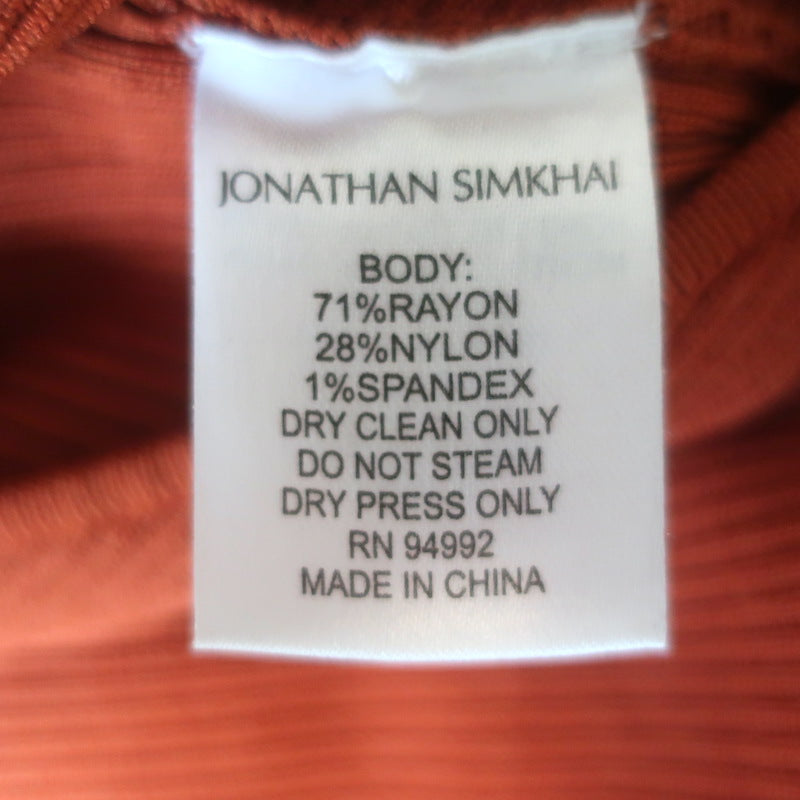 JONATHAN SIMKHAI
BODY:
71%RAYON
28%NYLON
1%SPANDEX
DRY CLEAN ONLY
DO NOT STEAM
DRY PRESS ONLY
RN 94992
MADE IN CHINA